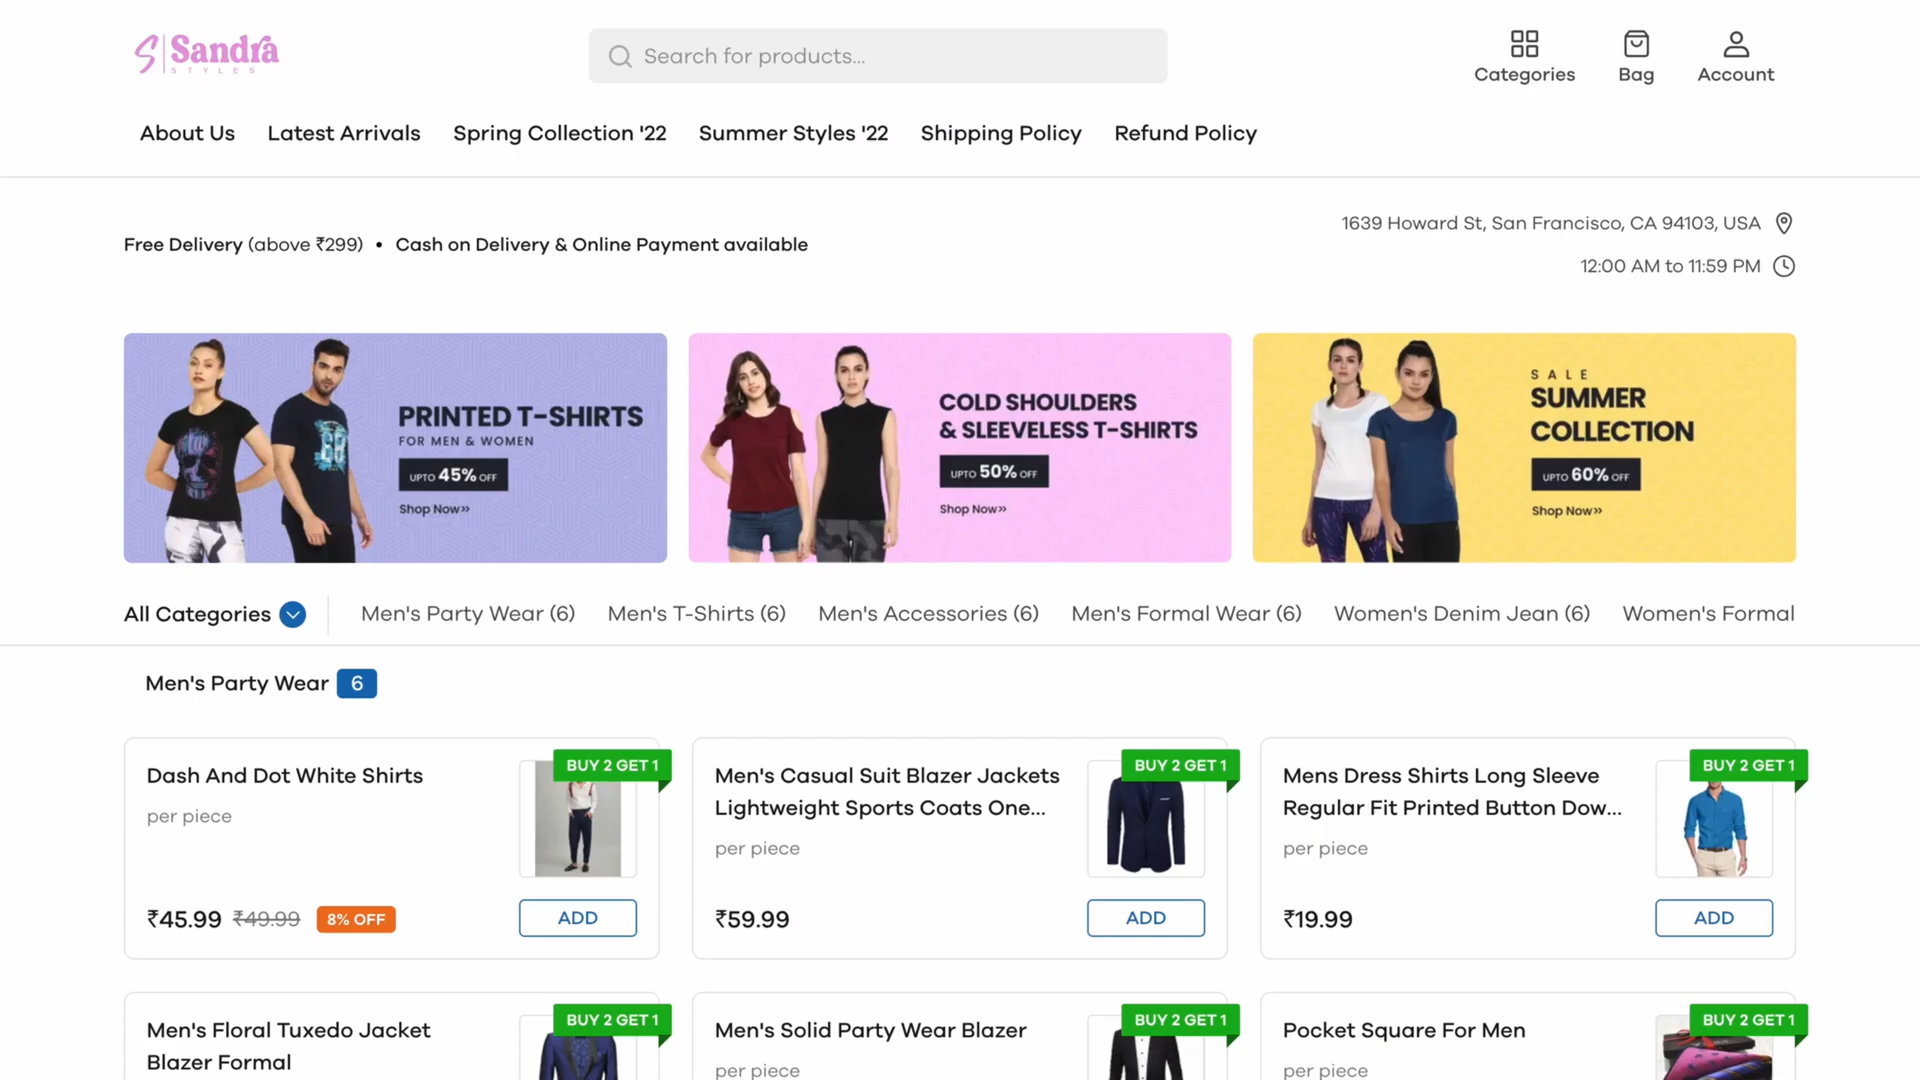 S Sandra
STYLES
Search for products...
Categories
Bag
Account
About Us
Latest Arrivals
Spring Collection '22
Summer Styles '22
Shipping Policy
Refund Policy
Free Delivery (above ₹299) • Cash on Delivery & Online Payment available
1639 Howard St, San Francisco, CA 94103, USA
12:00 AM to 11:59 PM
PRINTED T-SHIRTS
FOR MEN & WOMEN
UPTO 45% OFF
Shop Now»
COLD SHOULDERS
& SLEEVELESS T-SHIRTS
UPTO 50% OFF
Shop Now»
SALE
SUMMER
COLLECTION
UPTO 60% OFF
Shop Now»
All Categories
Men's Party Wear (6)
Men's T-Shirts (6)
Men's Accessories (6)
Men's Formal Wear (6)
Women's Denim Jean (6)
Women's Formal
Men's Party Wear 6
Dash And Dot White Shirts
per piece
BUY 2 GET 1
₹45.99 ₹49.99 8% OFF
ADD
Men's Casual Suit Blazer Jackets
Lightweight Sports Coats One...
per piece
BUY 2 GET 1
₹59.99
ADD
Mens Dress Shirts Long Sleeve
Regular Fit Printed Button Dow...
per piece
BUY 2 GET 1
₹19.99
ADD
Men's Floral Tuxedo Jacket
Blazer Formal
BUY 2 GET 1
Men's Solid Party Wear Blazer
per piece
BUY 2 GET 1
Pocket Square For Men
per piece
BUY 2 GET 1